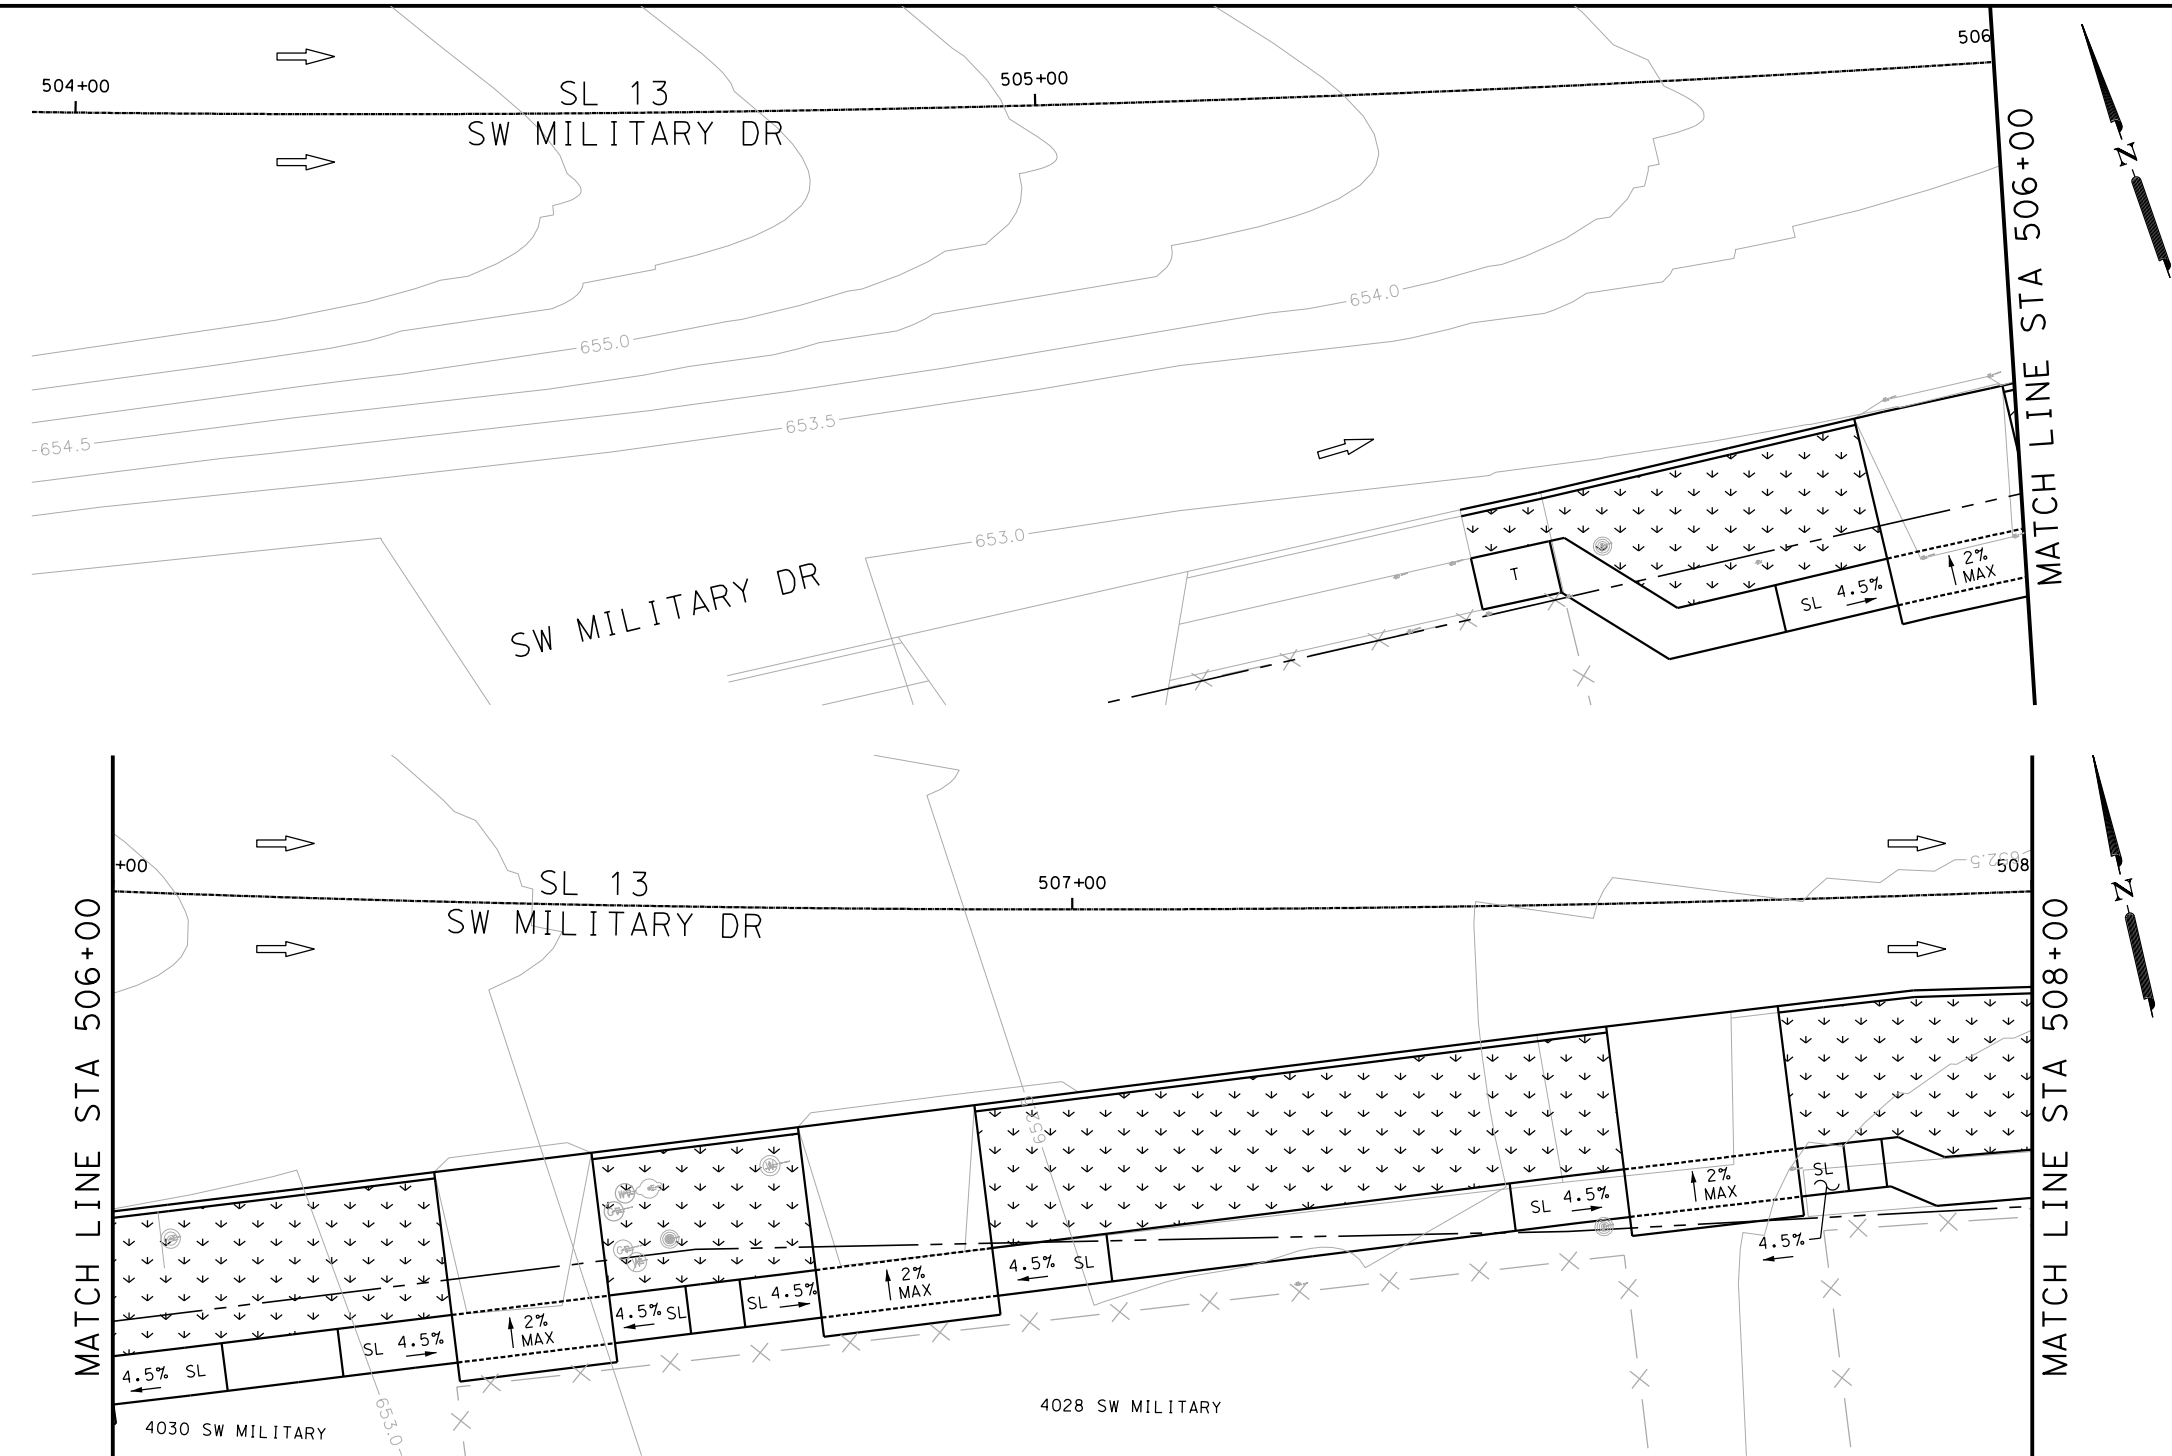 504+00
SL 13
SW MILITARY DR
505+00
506
N
MATCH LINE STA 506+00
655.0
654.0
654.5
653.5
653.0
SW MILITARY DR
T
SL 4.5%
2%
MAX
MATCH LINE STA 506+00
+00
SL 13
SW MILITARY DR
507+00
652.5
508
N
MATCH LINE STA 508+00
4.5% SL
SL 4.5%
2%
MAX
4.5% SL
SL 4.5%
2%
MAX
4.5% SL
SL 4.5%
2%
MAX
SL
4.5%
653.0
4030 SW MILITARY
4028 SW MILITARY